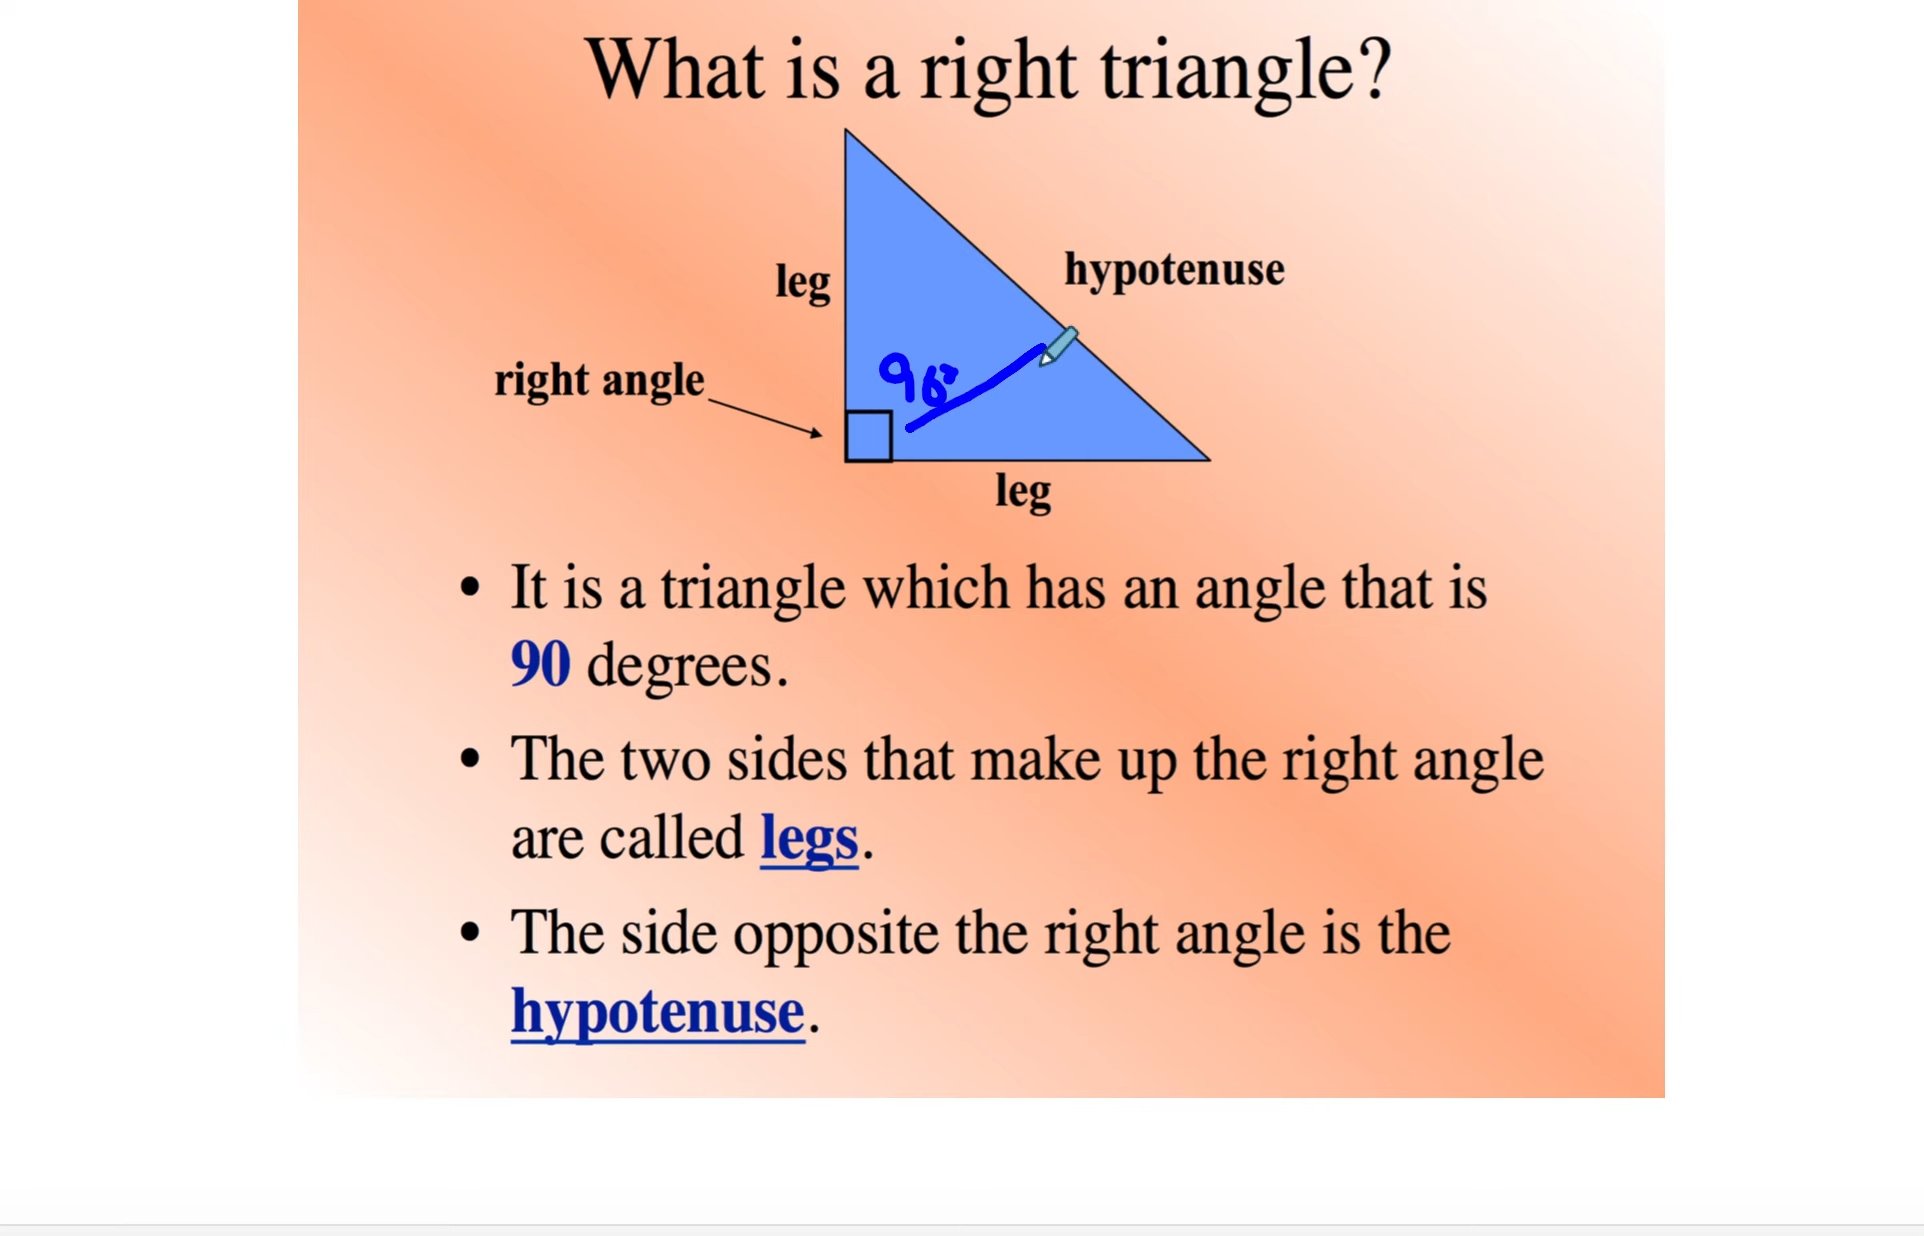 What is a right triangle?
leg
hypotenuse
90°
right angle
leg
• It is a triangle which has an angle that is
90 degrees.
• The two sides that make up the right angle
are called legs.
• The side opposite the right angle is the
hypotenuse.